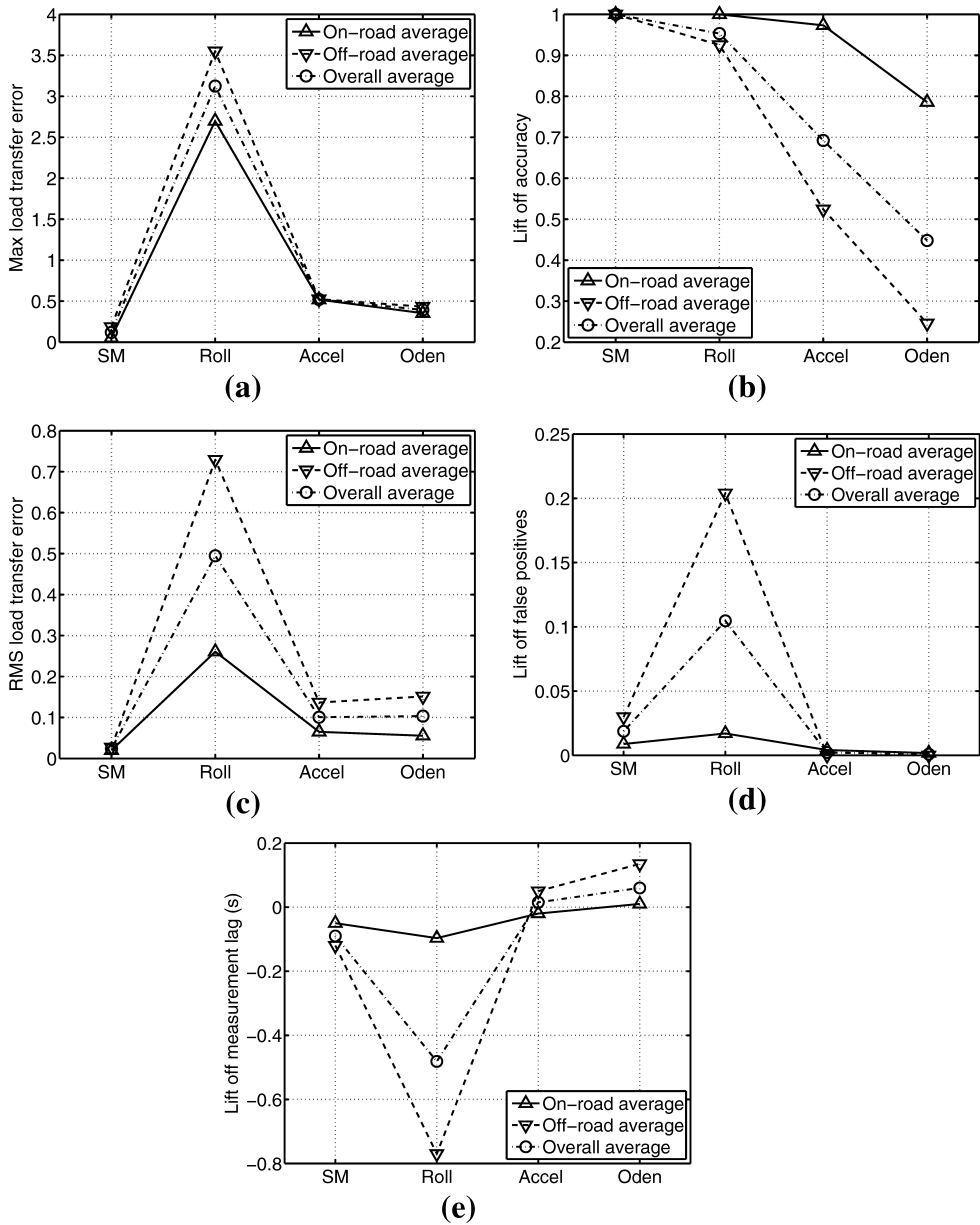 Max load transfer error
4
3.5
3
2.5
2
1.5
1
0.5
0
SM Roll Accel Oden
On−road average
Off−road average
Overall average
(a)
Lift off accuracy
1
0.9
0.8
0.7
0.6
0.5
0.4
0.3
0.2
SM Roll Accel Oden
On−road average
Off−road average
Overall average
(b)
RMS load transfer error
0.8
0.7
0.6
0.5
0.4
0.3
0.2
0.1
0
SM Roll Accel Oden
On−road average
Off−road average
Overall average
(c)
Lift off false positives
0.25
0.2
0.15
0.1
0.05
0
SM Roll Accel Oden
On−road average
Off−road average
Overall average
(d)
Lift off measurement lag (s)
0.2
0
−0.2
−0.4
−0.6
−0.8
SM Roll Accel Oden
On−road average
Off−road average
Overall average
(e)